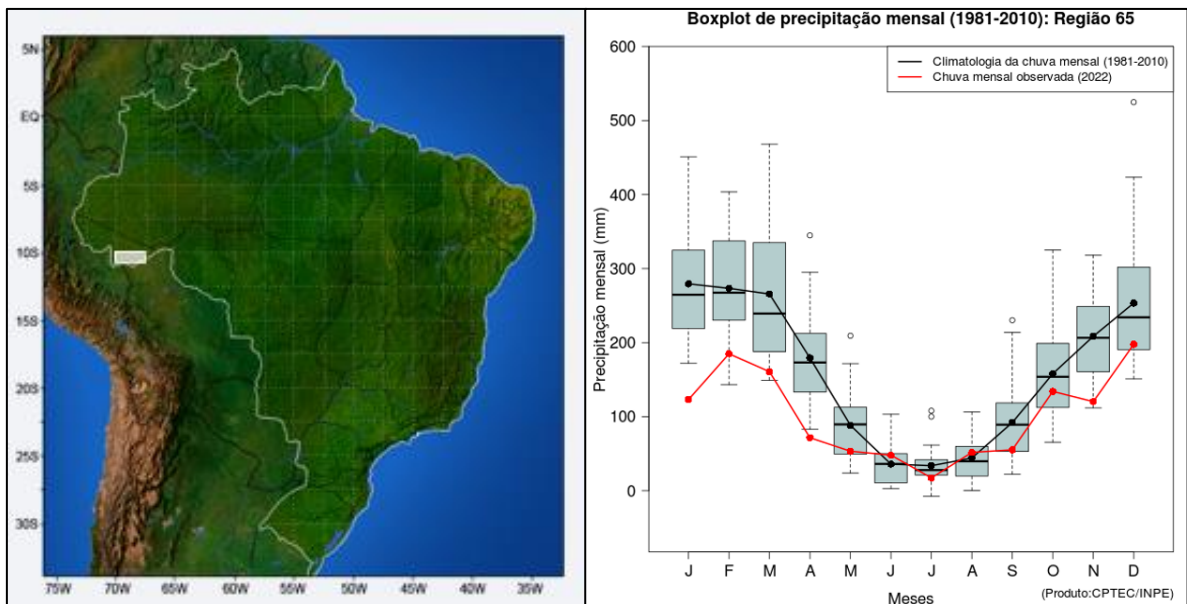 5N
EQ
5S
10S
15S
20S
25S
30S
75W 70W 65W 60W 55W 50W 45W 40W 35W
Boxplot de precipitação mensal (1981-2010): Região 65
Climatologia da chuva mensal (1981-2010)
Chuva mensal observada (2022)
Precipitação mensal (mm)
600
500
400
300
200
100
0
J F M A M J J A S O N D
Meses
(Produto:CPTEC/INPE)